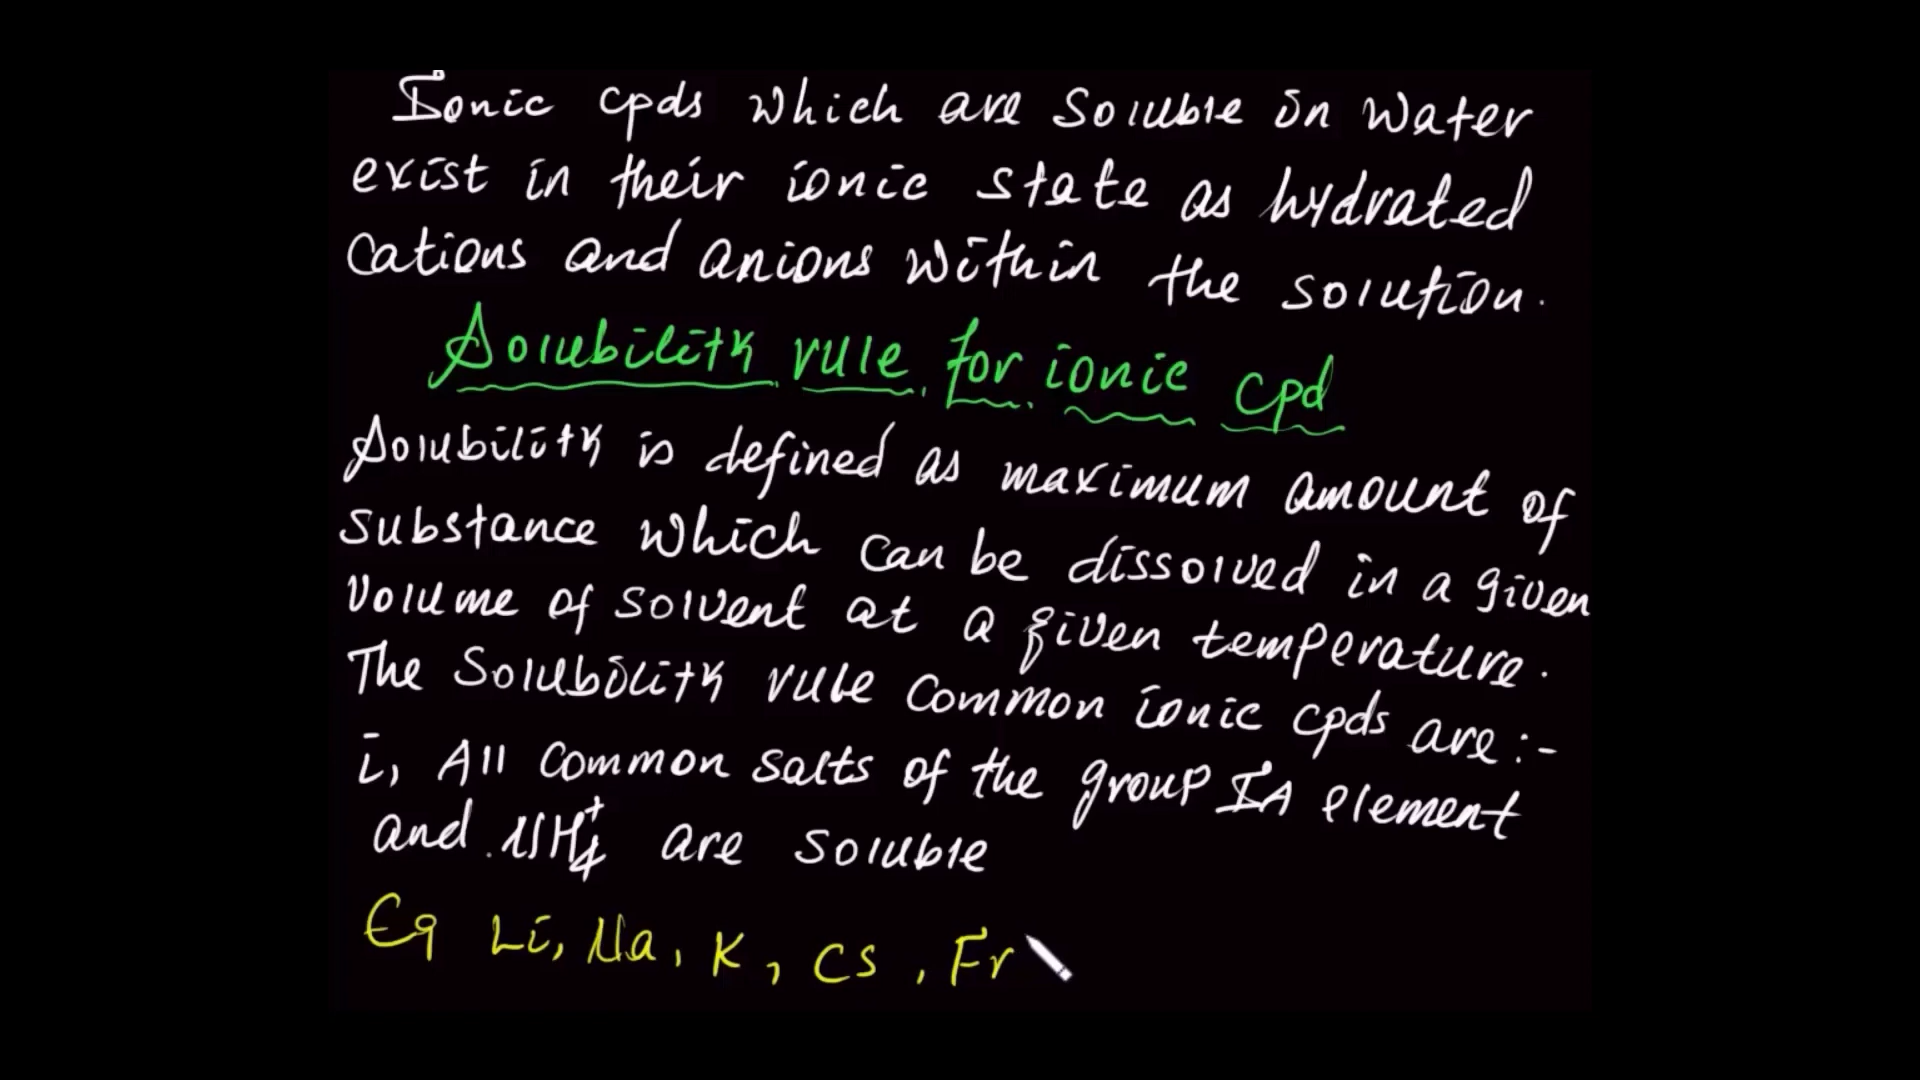 Ionic cpds which are soluble in water
exist in their ionic state as hydrated
cations and anions within the solution.
Solubility rule for ionic cpd
Solubility is defined as maximum amount of
substance which can be dissolved in a given
volume of solvent at a given temperature.
The Solubility rule common ionic cpds are:-
i, All common salts of the group IA element
and NH₄⁺ are soluble
Eg Li, Na, K, Cs, Fr